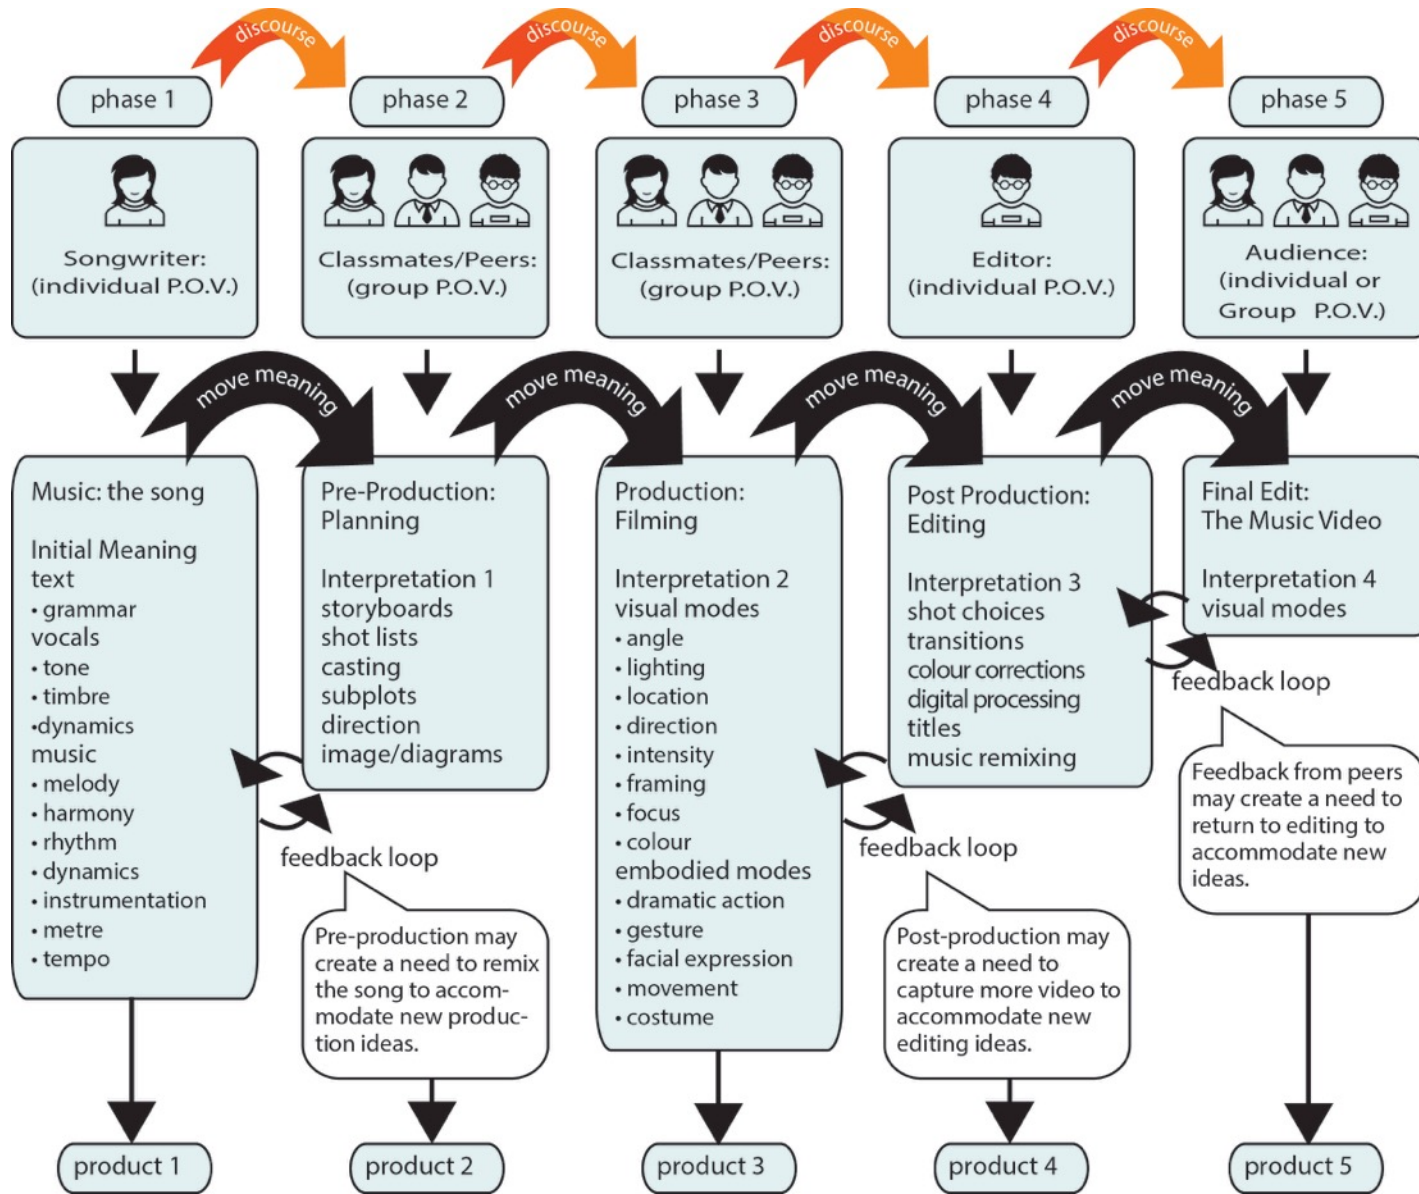 discourse
discourse
discourse
discourse
phase 1
phase 2
phase 3
phase 4
phase 5
Songwriter:
(individual P.O.V.)
Classmates/Peers:
(group P.O.V.)
Classmates/Peers:
(group P.O.V.)
Editor:
(individual P.O.V.)
Audience:
(individual or
Group P.O.V.)
move meaning
move meaning
move meaning
move meaning
Music: the song
Initial Meaning
text
• grammar
vocals
• tone
• timbre
•dynamics
music
• melody
• harmony
• rhythm
• dynamics
• instrumentation
• metre
• tempo
Pre-Production:
Planning
Interpretation 1
storyboards
shot lists
casting
subplots
direction
image/diagrams
feedback loop
Pre-production may
create a need to remix
the song to accom-
modate new produc-
tion ideas.
Production:
Filming
Interpretation 2
visual modes
• angle
• lighting
• location
• direction
• intensity
• framing
• focus
• colour
embodied modes
• dramatic action
• gesture
• facial expression
• movement
• costume
Post Production:
Editing
Interpretation 3
shot choices
transitions
colour corrections
digital processing
titles
music remixing
feedback loop
Post-production may
create a need to
capture more video to
accommodate new
editing ideas.
Final Edit:
The Music Video
Interpretation 4
visual modes
feedback loop
Feedback from peers
may create a need to
return to editing to
accommodate new
ideas.
product 1
product 2
product 3
product 4
product 5